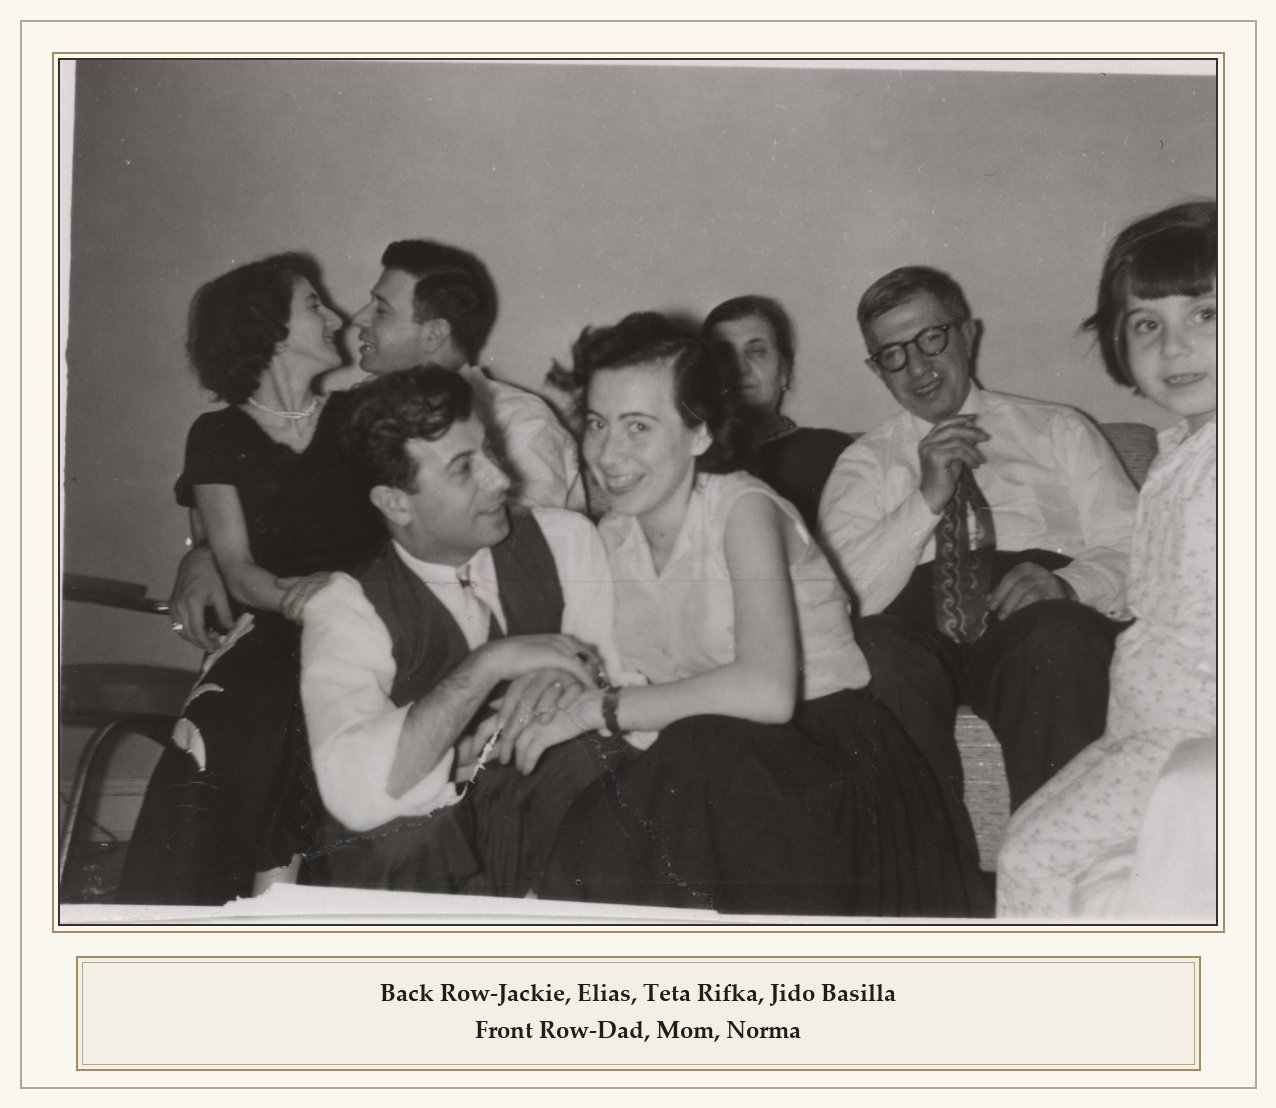 Back Row-Jackie, Elias, Teta Rifka, Jido Basilla
Front Row-Dad, Mom, Norma